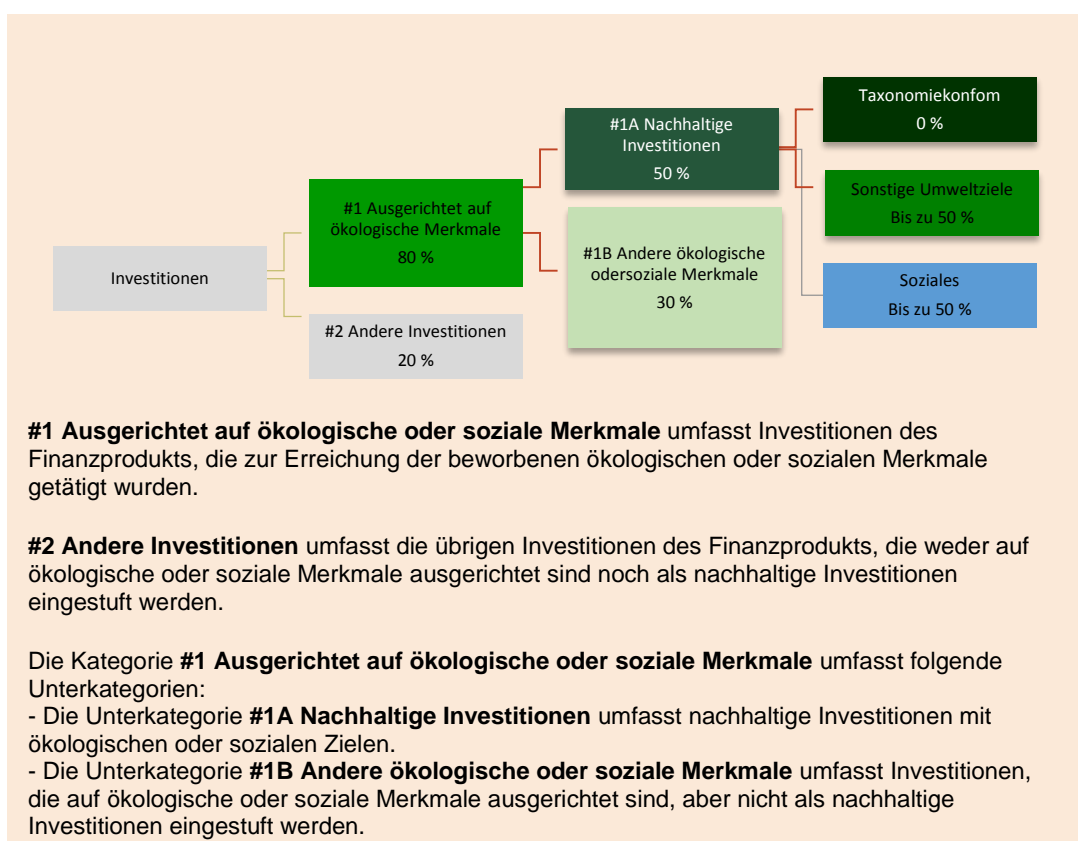 Taxonomiekonfom
0 %
#1A Nachhaltige
Investitionen
50 %
#1 Ausgerichtet auf
ökologische Merkmale
80 %
Sonstige Umweltziele
Bis zu 50 %
#1B Andere ökologische
odersoziale Merkmale
30 %
Investitionen
Soziales
Bis zu 50 %
#2 Andere Investitionen
20 %
#1 Ausgerichtet auf ökologische oder soziale Merkmale umfasst Investitionen des
Finanzprodukts, die zur Erreichung der beworbenen ökologischen oder sozialen Merkmale
getätigt wurden.
#2 Andere Investitionen umfasst die übrigen Investitionen des Finanzprodukts, die weder auf
ökologische oder soziale Merkmale ausgerichtet sind noch als nachhaltige Investitionen
eingestuft werden.
Die Kategorie #1 Ausgerichtet auf ökologische oder soziale Merkmale umfasst folgende
Unterkategorien:
- Die Unterkategorie #1A Nachhaltige Investitionen umfasst nachhaltige Investitionen mit
ökologischen oder sozialen Zielen.
- Die Unterkategorie #1B Andere ökologische oder soziale Merkmale umfasst Investitionen,
die auf ökologische oder soziale Merkmale ausgerichtet sind, aber nicht als nachhaltige
Investitionen eingestuft werden.